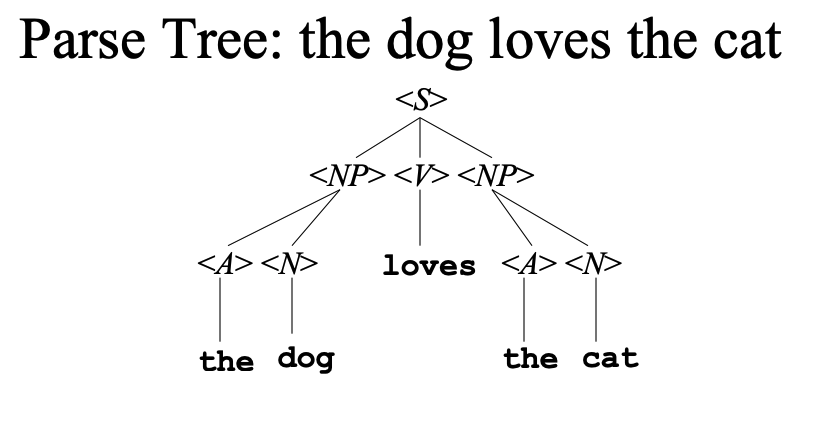 Parse Tree: the dog loves the cat
<S>
<NP> <V> <NP>
<A> <N> loves <A> <N>
the dog the cat